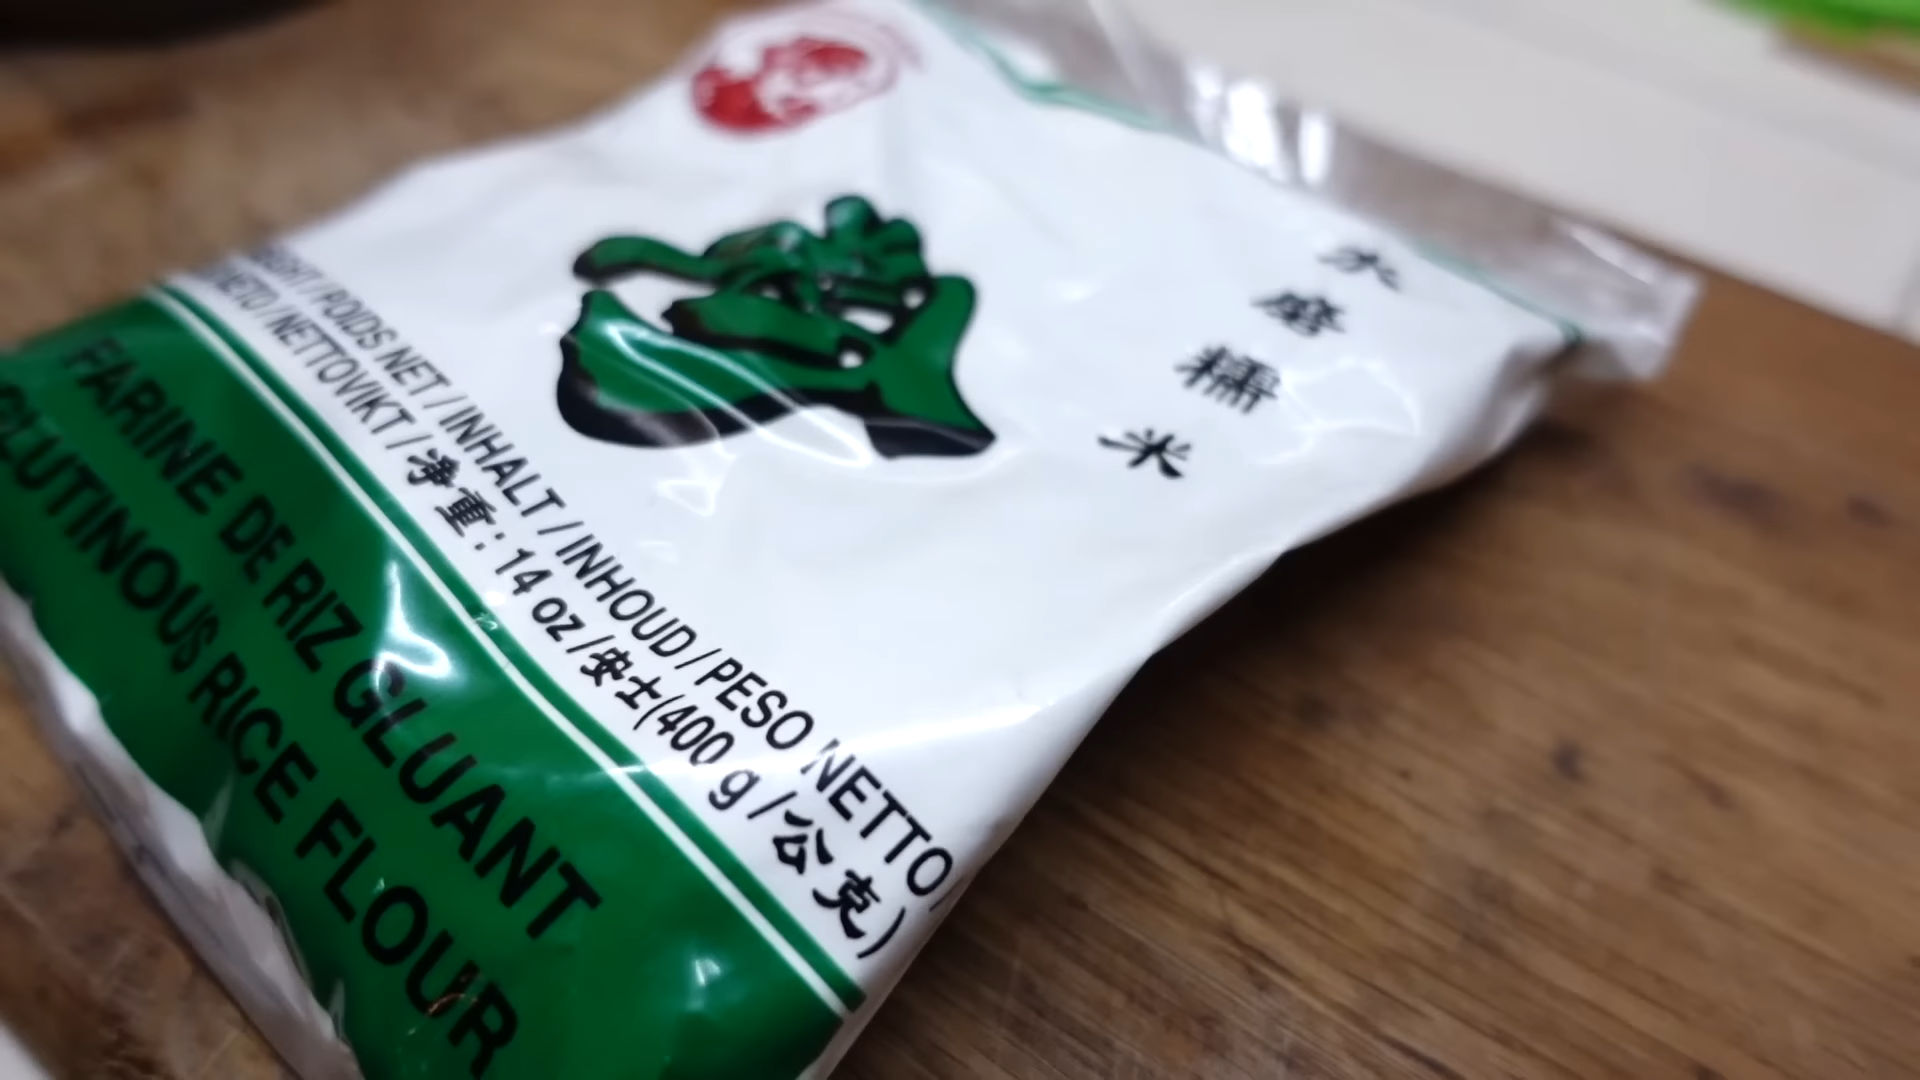 水磨糯米
POIDS NET / INHALT / INHOUD / PESO NETTO/
NETO / NETTOVIKT / 净重: 14 oz / 安士 (400 g / 公克)
FARINE DE RIZ GLUANT
GLUTINOUS RICE FLOUR